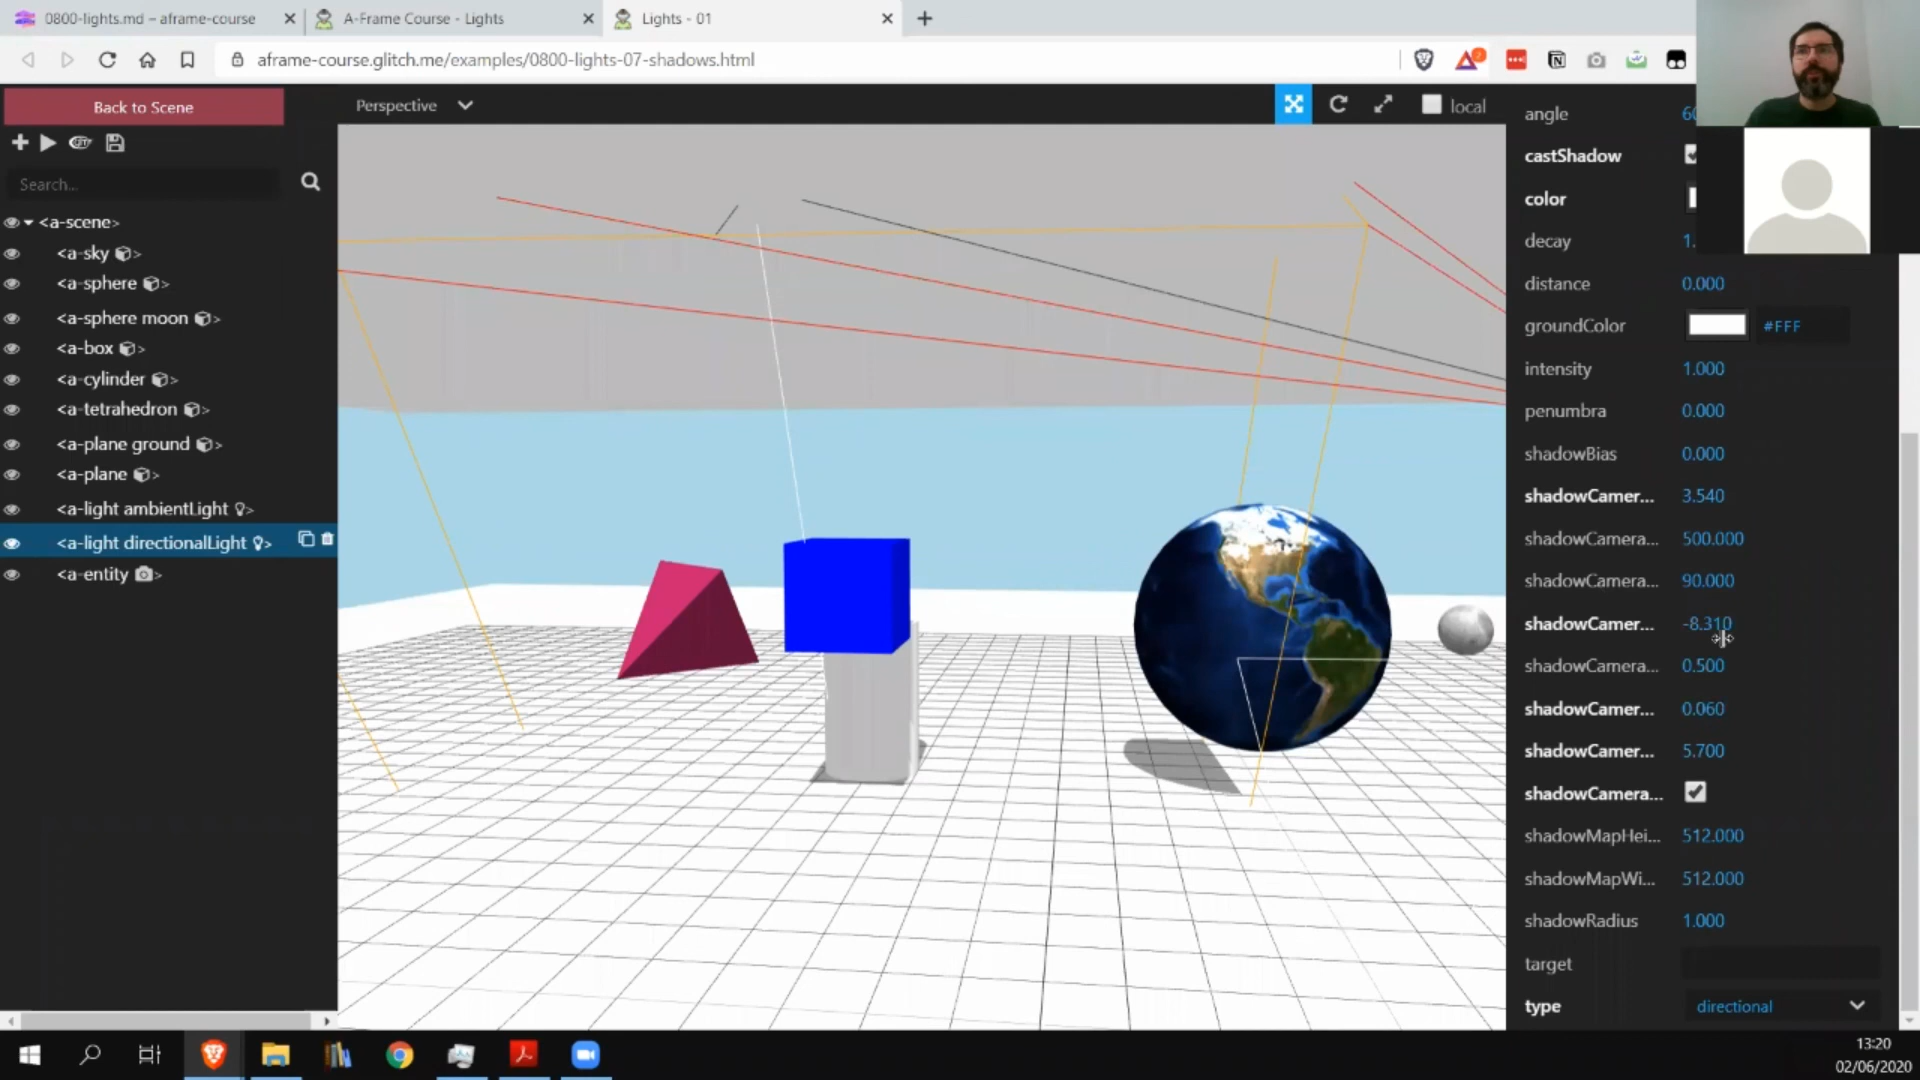 0800-lights.md – aframe-course
A-Frame Course - Lights
Lights - 01
aframe-course.glitch.me/examples/0800-lights-07-shadows.html
Back to Scene
Perspective
local
Search...
<a-scene>
<a-sky >
<a-sphere >
<a-sphere moon >
<a-box >
<a-cylinder >
<a-tetrahedron >
<a-plane ground >
<a-plane >
<a-light ambientLight >
<a-light directionalLight >
<a-entity >
angle
castShadow
color
decay 1.
distance 0.000
groundColor #FFF
intensity 1.000
penumbra 0.000
shadowBias 0.000
shadowCamer... 3.540
shadowCamera... 500.000
shadowCamera... 90.000
shadowCamer... -8.310
shadowCamera... 0.500
shadowCamer... 0.060
shadowCamer... 5.700
shadowCamera...
shadowMapHei... 512.000
shadowMapWi... 512.000
shadowRadius 1.000
target
type directional
13:20
02/06/2020